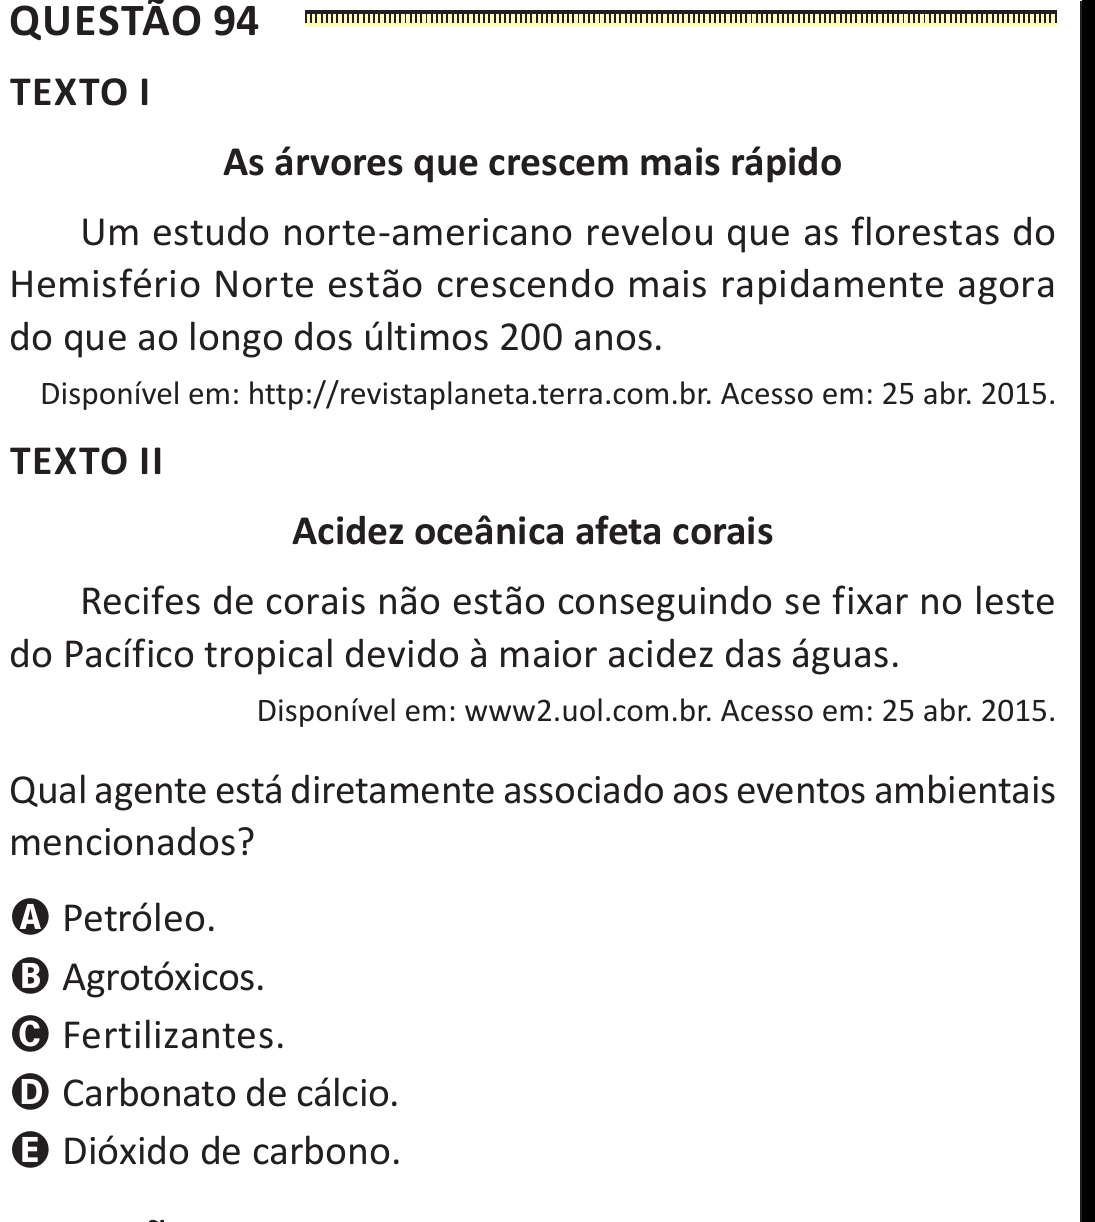 QUESTÃO 94
TEXTO I
As árvores que crescem mais rápido
Um estudo norte-americano revelou que as florestas do
Hemisfério Norte estão crescendo mais rapidamente agora
do que ao longo dos últimos 200 anos.
Disponível em: http://revistaplaneta.terra.com.br. Acesso em: 25 abr. 2015.
TEXTO II
Acidez oceânica afeta corais
Recifes de corais não estão conseguindo se fixar no leste
do Pacífico tropical devido à maior acidez das águas.
Disponível em: www2.uol.com.br. Acesso em: 25 abr. 2015.
Qual agente está diretamente associado aos eventos ambientais
mencionados?
A Petróleo.
B Agrotóxicos.
C Fertilizantes.
D Carbonato de cálcio.
E Dióxido de carbono.